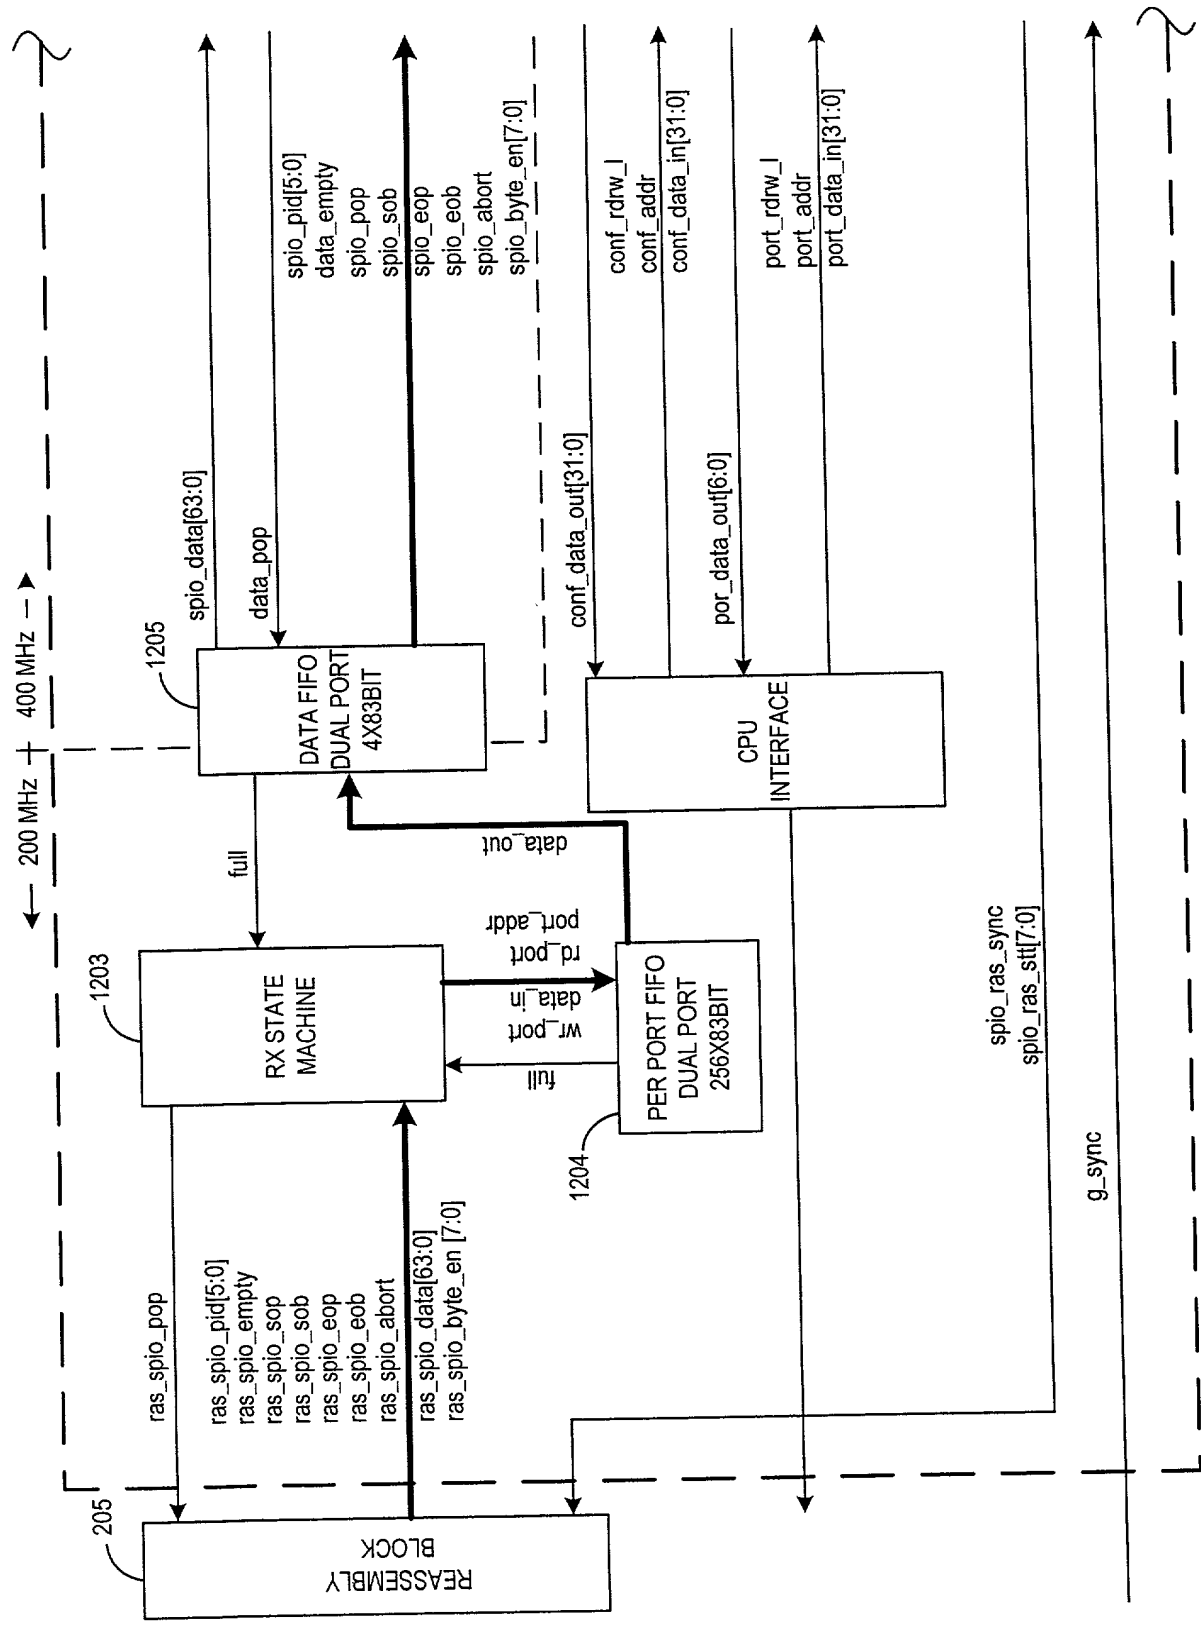 ← 200 MHz + 400 MHz →
205
REASSEMBLY
BLOCK
ras_spio_pop
ras_spio_pid[5:0]
ras_spio_empty
ras_spio_sop
ras_spio_sob
ras_spio_eop
ras_spio_eob
ras_spio_abort
ras_spio_data[63:0]
ras_spio_byte_en [7:0]
1203
RX STATE
MACHINE
full
full
wr_port
data_in
rd_port
port_addr
1204
PER PORT FIFO
DUAL PORT
256X83BIT
data_out
1205
DATA FIFO
DUAL PORT
4X83BIT
spio_data[63:0]
data_pop
spio_pid[5:0]
data_empty
spio_pop
spio_sob
spio_eop
spio_eob
spio_abort
spio_byte_en[7:0]
CPU
INTERFACE
conf_data_out[31:0]
conf_rdrw_l
conf_addr
conf_data_in[31:0]
por_data_out[6:0]
port_rdrw_l
port_addr
port_data_in[31:0]
spio_ras_sync
spio_ras_stt[7:0]
g_sync